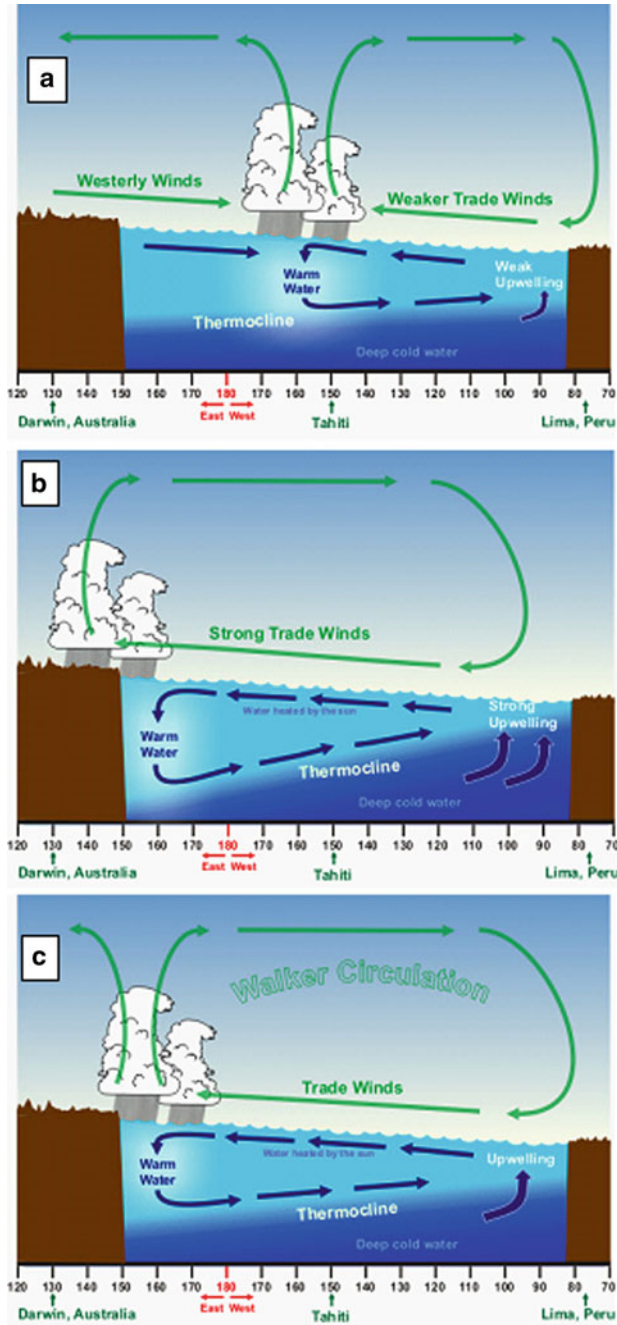 a
Westerly Winds
Weaker Trade Winds
Warm
Water
Weak
Upwelling
Thermocline
Deep cold water
120 130 140 150 160 170 180 170 160 150 140 130 120 110 100 90 80 70
East West
Darwin, Australia Tahiti Lima, Peru
b
Strong Trade Winds
Water heated by the sun
Warm
Water
Strong
Upwelling
Thermocline
Deep cold water
120 130 140 150 160 170 180 170 160 150 140 130 120 110 100 90 80 70
East West
Darwin, Australia Tahiti Lima, Peru
c
Walker Circulation
Trade Winds
Water heated by the sun
Warm
Water
Upwelling
Thermocline
Deep cold water
120 130 140 150 160 170 180 170 160 150 140 130 120 110 100 90 80 70
East West
Darwin, Australia Tahiti Lima, Peru